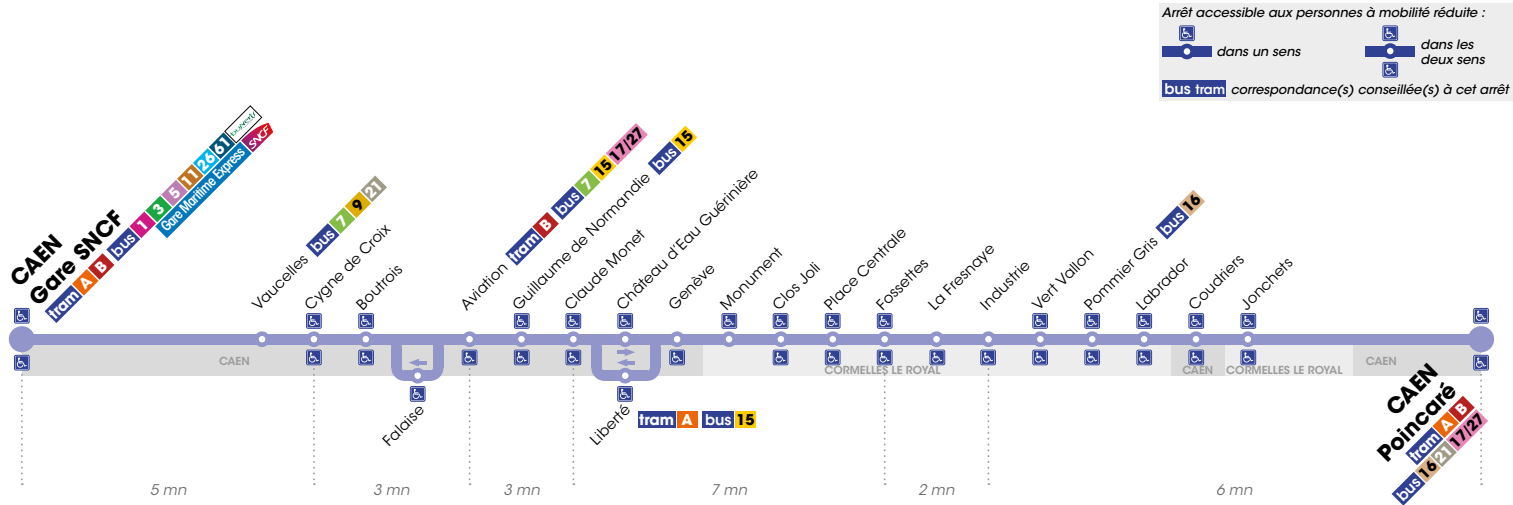 Arrêt accessible aux personnes à mobilité réduite :
dans un sens
dans les
deux sens
bus tram correspondance(s) conseillée(s) à cet arrêt
CAEN
Gare SNCF
tram A B bus 1 3 5 11 26 61
Gare Maritime Express SNCF
Vaucelles bus 7 9 21
Cygne de Croix
Boutrois
Aviation tram B bus 7 15 17/27
Guillaume de Normandie bus 15
Claude Monet
Château d'Eau Guérinière
Genève
Monument
Clos Joli
Place Centrale
Fossettes
La Fresnaye
Industrie
Vert Vallon
Pommier Gris bus 16
Labrador
Coudriers
Jonchets
CAEN
CORMELLES LE ROYAL
CAEN
CORMELLES LE ROYAL
CAEN
Falaise
Liberté tram A bus 15
CAEN
Poincaré
tram A B
bus 16 21 17/27
5 mn
3 mn
3 mn
7 mn
2 mn
6 mn